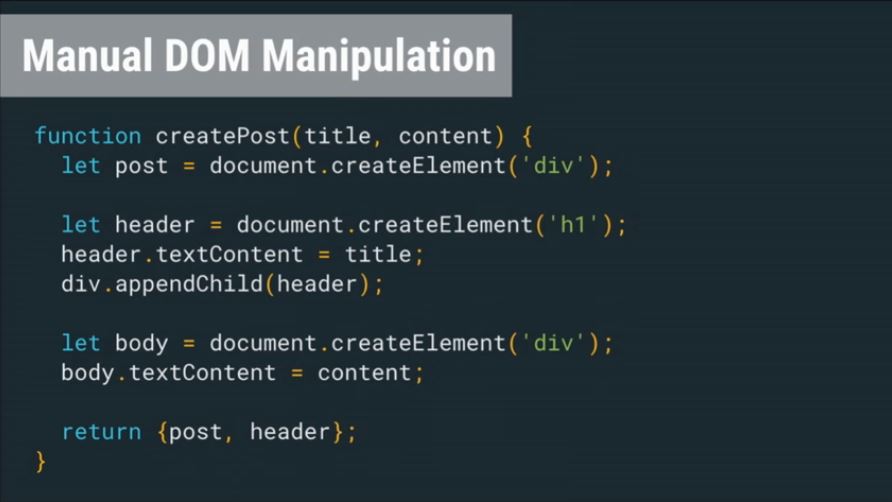 Manual DOM Manipulation
function createPost(title, content) {
let post = document.createElement('div');
let header = document.createElement('h1');
header.textContent = title;
div.appendChild(header);
let body = document.createElement('div');
body.textContent = content;
return {post, header};
}